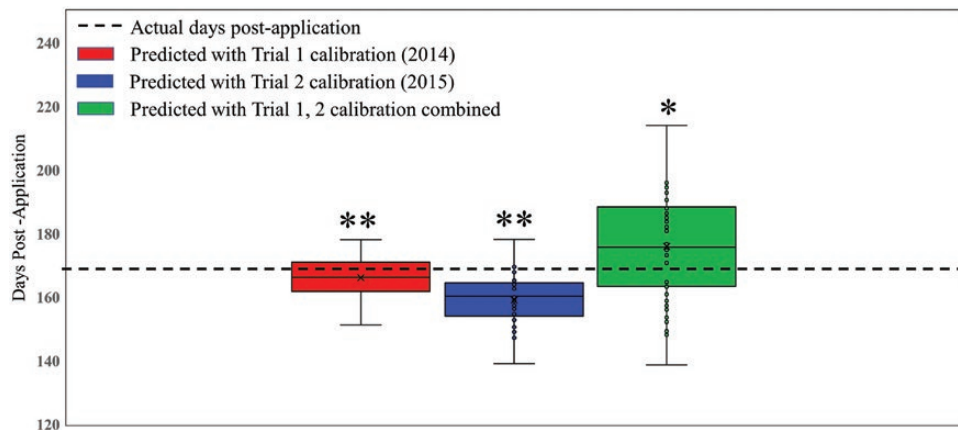 Actual days post-application
Predicted with Trial 1 calibration (2014)
Predicted with Trial 2 calibration (2015)
Predicted with Trial 1, 2 calibration combined
240
220
200
180
160
140
120
Days Post -Application
**
**
*